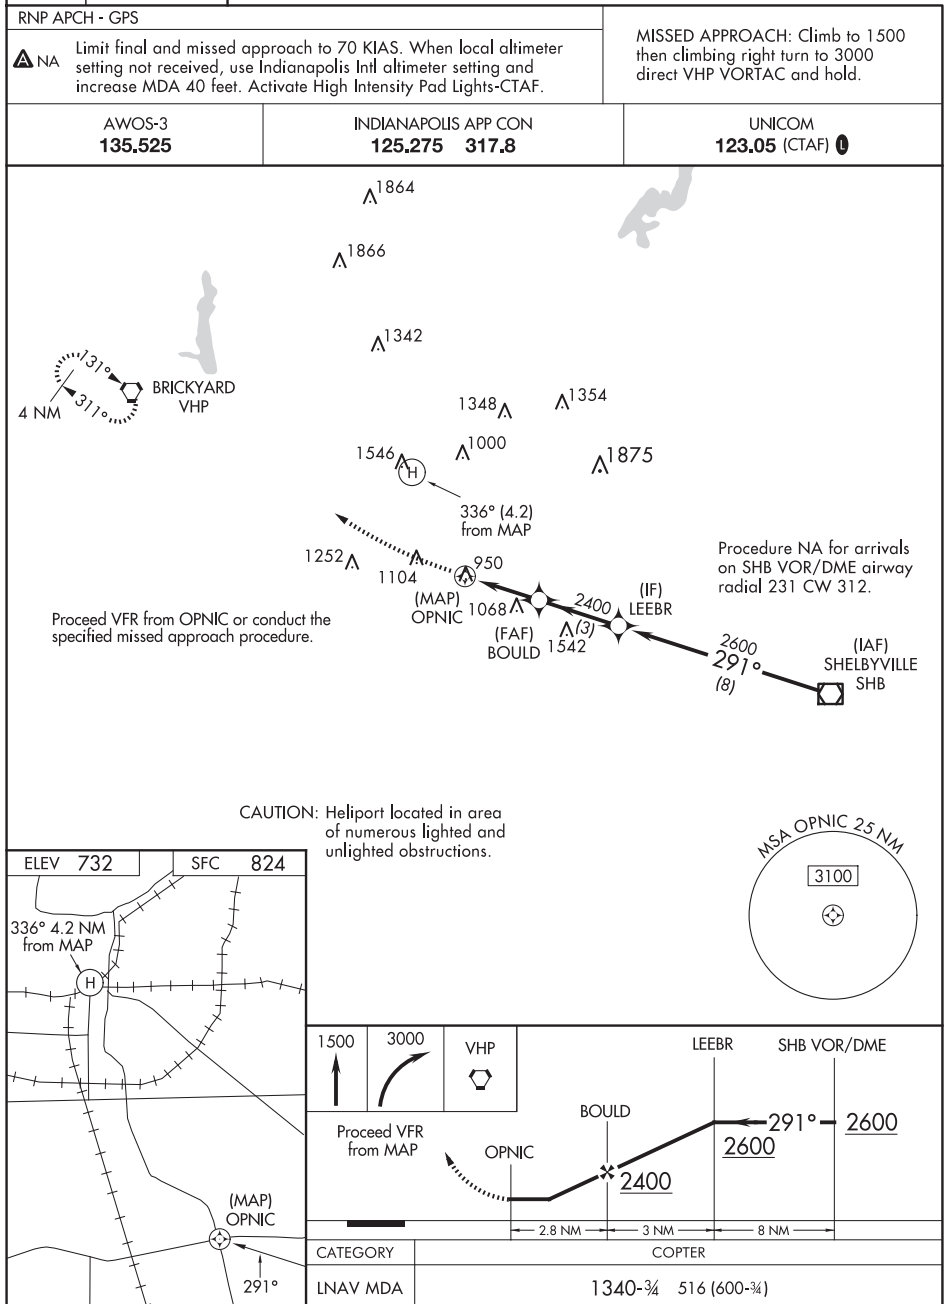 RNP APCH - GPS
A NA
Limit final and missed approach to 70 KIAS. When local altimeter
setting not received, use Indianapolis Intl altimeter setting and
increase MDA 40 feet. Activate High Intensity Pad Lights-CTAF.
MISSED APPROACH: Climb to 1500
then climbing right turn to 3000
direct VHP VORTAC and hold.
AWOS-3
135.525
INDIANAPOLIS APP CON
125.275 317.8
UNICOM
123.05 (CTAF) L
1864
1866
1342
131°
311°
4 NM
BRICKYARD
VHP
1348
1354
1546
1000
1875
H
336° (4.2)
from MAP
1252
1104
950
(MAP)
OPNIC
1068
(FAF)
BOULD
2400
(3)
1542
(IF)
LEEBR
Procedure NA for arrivals
on SHB VOR/DME airway
radial 231 CW 312.
Proceed VFR from OPNIC or conduct the
specified missed approach procedure.
2600
291°
(8)
(IAF)
SHELBYVILLE
SHB
CAUTION: Heliport located in area
of numerous lighted and
unlighted obstructions.
MSA OPNIC 25 NM
3100
ELEV 732
SFC 824
336° 4.2 NM
from MAP
H
(MAP)
OPNIC
291°
1500
3000
VHP
Proceed VFR
from MAP
OPNIC
BOULD
LEEBR
SHB VOR/DME
291°
2600
2600
2400
2.8 NM
3 NM
8 NM
CATEGORY
COPTER
LNAV MDA
1340-¾ 516 (600-¾)